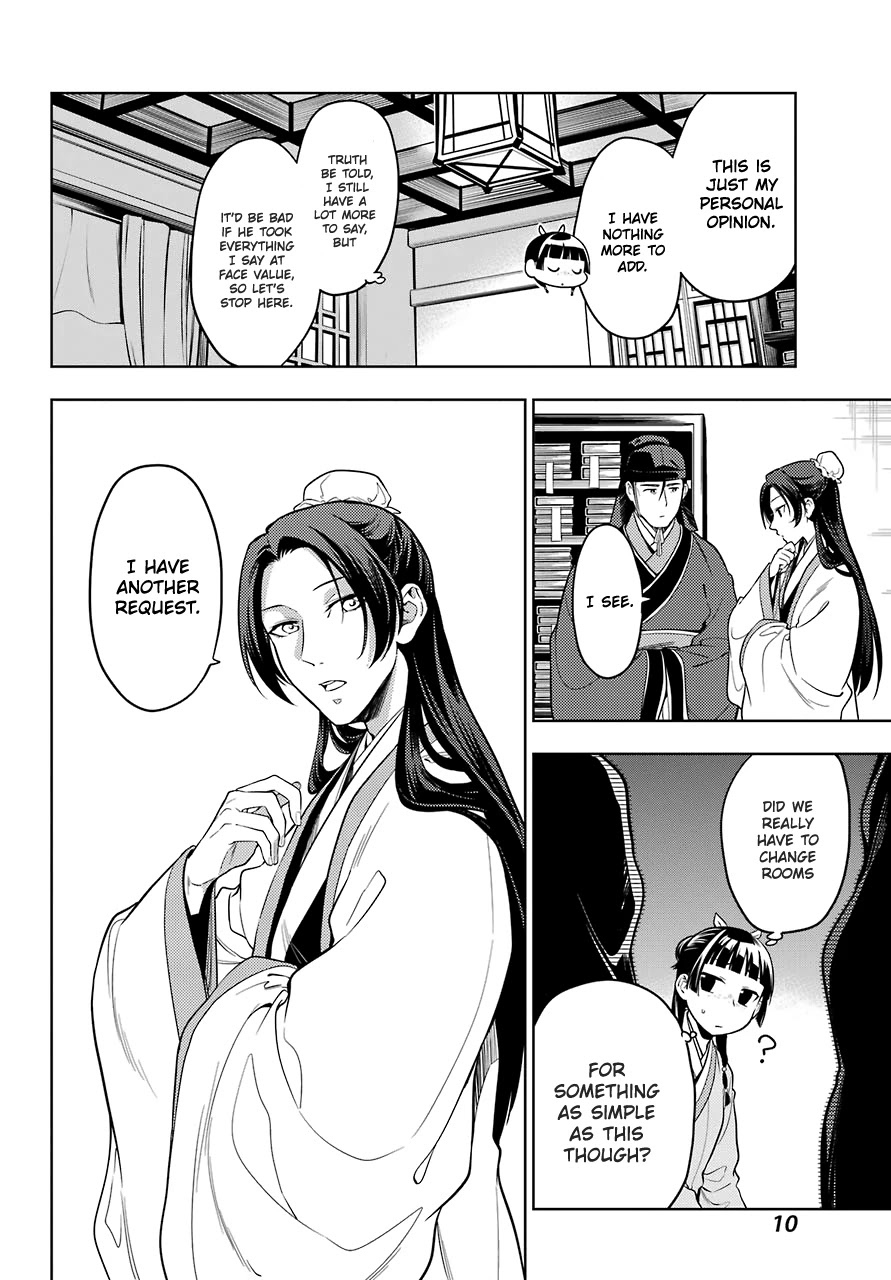 THIS IS
JUST MY
PERSONAL
OPINION.
I HAVE
NOTHING
MORE TO
ADD.
TRUTH
BE TOLD,
I STILL
HAVE A
LOT MORE
TO SAY,
BUT
IT'D BE BAD
IF HE TOOK
EVERYTHING
I SAY AT
FACE VALUE,
SO LET'S
STOP HERE.
I SEE.
DID WE
REALLY
HAVE TO
CHANGE
ROOMS
?
FOR
SOMETHING
AS SIMPLE
AS THIS
THOUGH?
I HAVE
ANOTHER
REQUEST.
10